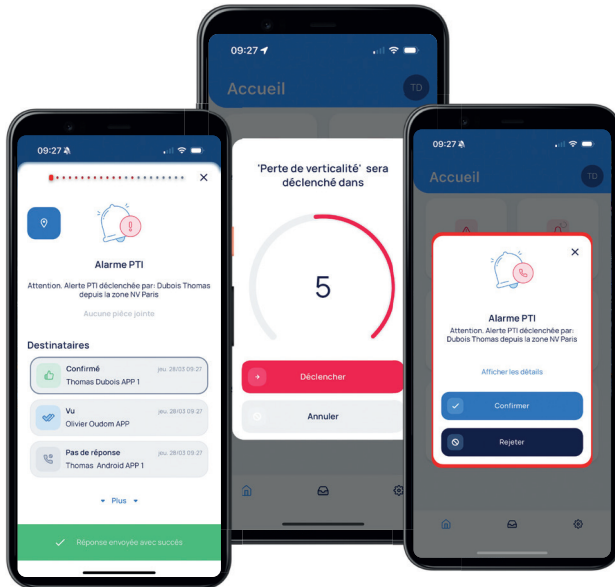 09:27
Alarme PTI
Attention. Alerte PTI déclenchée par: Dubois Thomas
depuis la zone NV Paris
Aucune pièce jointe
Destinataires
Confirmé
jeu. 28/03 09:27
Thomas Dubois APP 1
Vu
jeu. 28/03 09:27
Olivier Oudom APP
Pas de réponse
jeu. 28/03 09:27
Thomas Android APP 1
Plus
Réponse envoyée avec succés
09:27
Accueil
TD
'Perte de verticalité' sera
déclenché dans
5
Déclencher
Annuler
09:27
Accueil
TD
Alarme PTI
Attention. Alerte PTI déclenchée par:
Dubois Thomas depuis la zone NV Paris
Afficher les détails
Confirmer
Rejeter